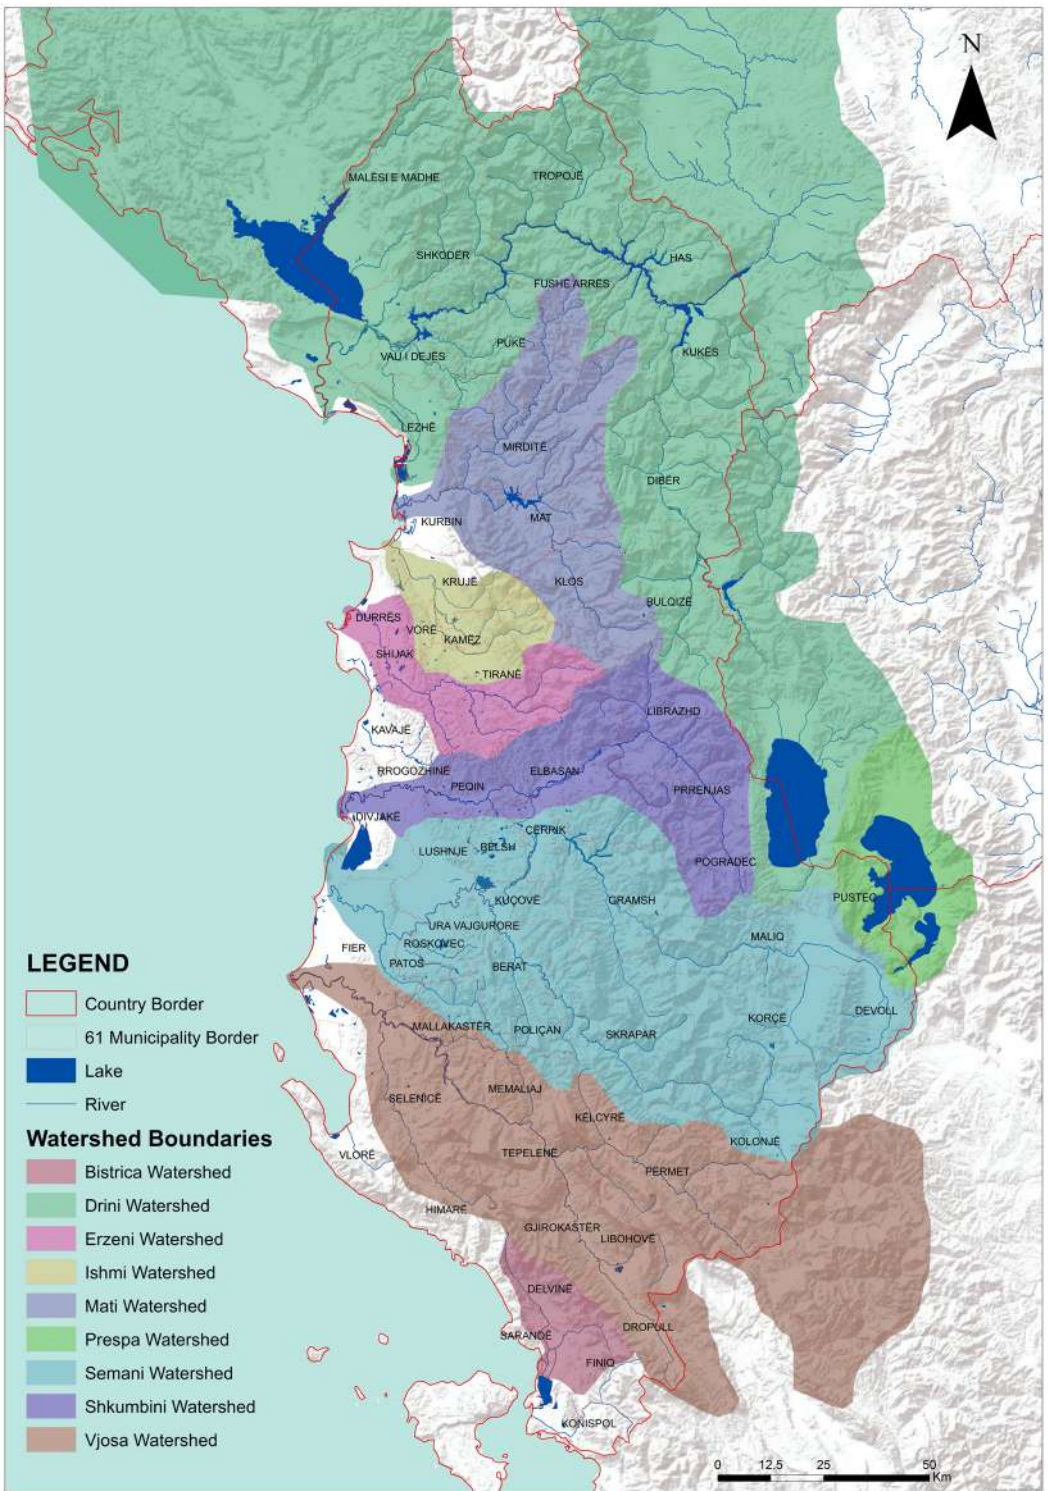 N
MALËSI E MADHE
TROPOJË
SHKODËR
HAS
FUSHË ARRËS
PUKË
KUKËS
VAU I DEJËS
LEZHË
MIRDITË
DIBËR
KURBIN
MAT
KRUJË
KLOS
BULQIZË
DURRËS
VORË
KAMËZ
SHIJAK
TIRANË
LIBRAZHD
KAVAJË
RROGOZHINË
ELBASAN
PEQIN
PRRENJAS
DIVJAKË
CËRRIK
LUSHNJE
BELSH
POGRADEC
KUÇOVË
GRAMSH
PUSTEC
URA VAJGURORE
FIER
ROSKOVEC
MALIQ
PATOS
BERAT
DEVOLL
KORÇË
MALLAKASTËR
POLIÇAN
SKRAPAR
MEMALIAJ
SELENICË
KËLCYRË
KOLONJË
VLORË
TEPELENË
PERMET
HIMARË
GJIROKASTËR
LIBOHOVË
DELVINË
DROPULL
SARANDË
FINIQ
KONISPOL
LEGEND
Country Border
61 Municipality Border
Lake
River
Watershed Boundaries
Bistrica Watershed
Drini Watershed
Erzeni Watershed
Ishmi Watershed
Mati Watershed
Prespa Watershed
Semani Watershed
Shkumbini Watershed
Vjosa Watershed
0 12.5 25 50
Km